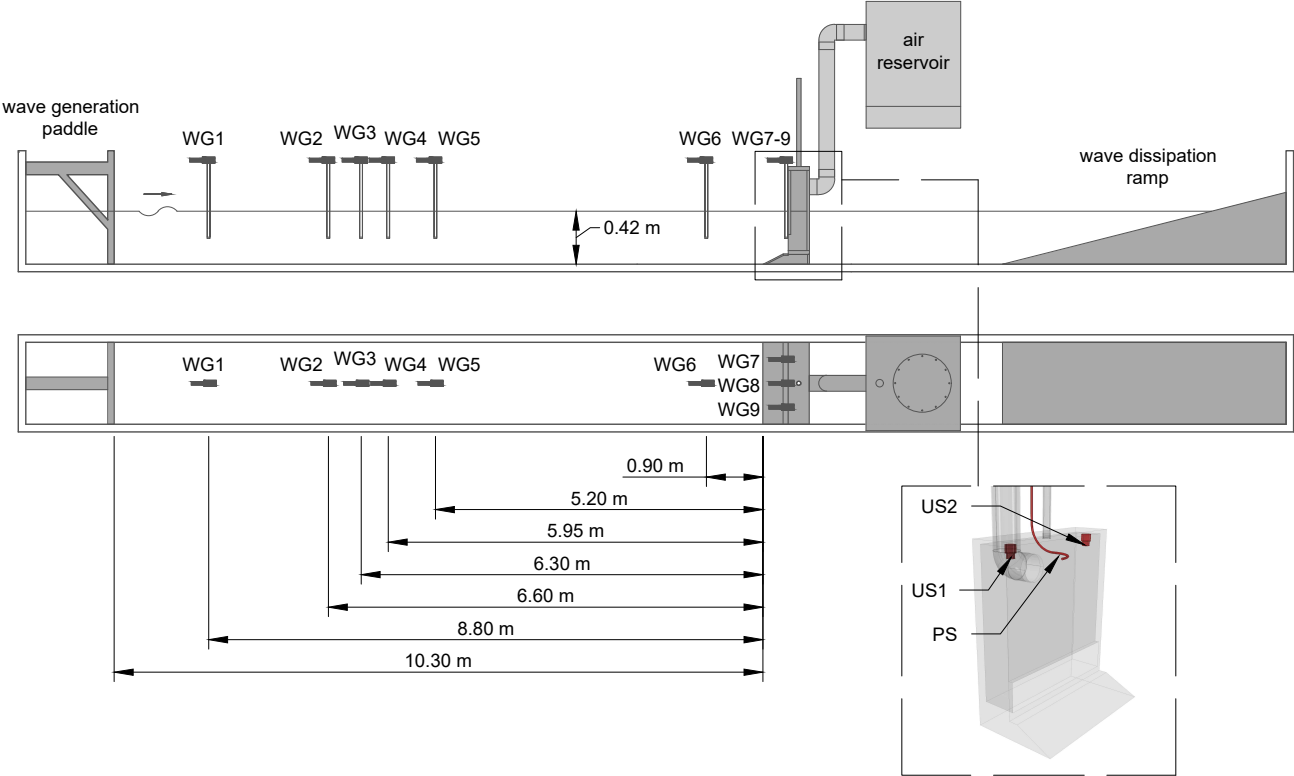 air
reservoir
wave generation
paddle
WG1
WG2
WG3
WG4
WG5
WG6
WG7-9
wave dissipation
ramp
0.42 m
WG1
WG2
WG3
WG4
WG5
WG6
WG7
WG8
WG9
0.90 m
5.20 m
5.95 m
6.30 m
6.60 m
8.80 m
10.30 m
US2
US1
PS